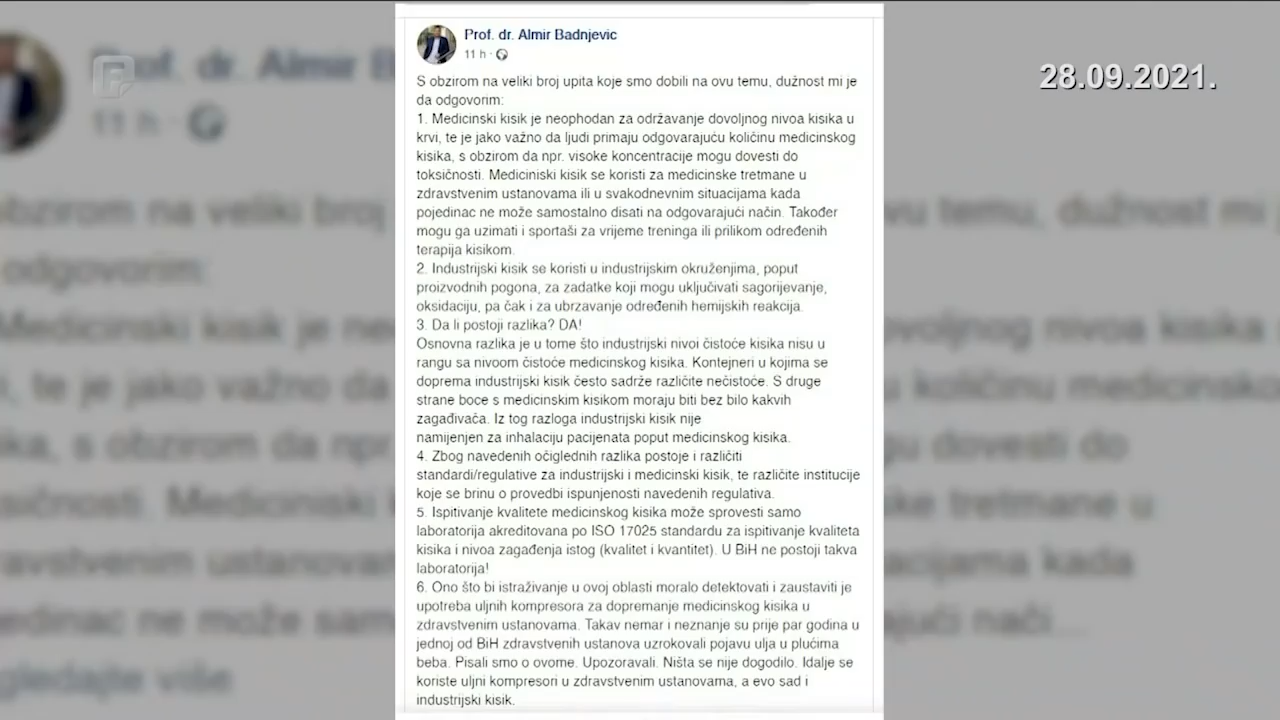 Prof. dr. Almir Badnjevic
11 h ·
28.09.2021.
S obzirom na veliki broj upita koje smo dobili na ovu temu, dužnost mi je
da odgovorim:
1. Medicinski kisik je neophodan za održavanje dovoljnog nivoa kisika u
krvi, te je jako važno da ljudi primaju odgovarajuću količinu medicinskog
kisika, s obzirom da npr. visoke koncentracije mogu dovesti do
toksičnosti. Mediciniski kisik se koristi za medicinske tretmane u
zdravstvenim ustanovama ili u svakodnevnim situacijama kada
pojedinac ne može samostalno disati na odgovarajući način. Također
mogu ga uzimati i sportaši za vrijeme treninga ili prilikom određenih
terapija kisikom.
2. Industrijski kisik se koristi u industrijskim okruženjima, poput
proizvodnih pogona, za zadatke koji mogu uključivati sagorijevanje,
oksidaciju, pa čak i za ubrzavanje određenih hemijskih reakcija.
3. Da li postoji razlika? DA!
Osnovna razlika je u tome što industrijski nivoi čistoće kisika nisu u
rangu sa nivoom čistoće medicinskog kisika. Kontejneri u kojima se
doprema industrijski kisik često sadrže različite nečistoće. S druge
strane boce s medicinskim kisikom moraju biti bez bilo kakvih
zagađivača. Iz tog razloga industrijski kisik nije
namijenjen za inhalaciju pacijenata poput medicinskog kisika.
4. Zbog navedenih očiglednih razlika postoje i različiti
standardi/regulative za industrijski i medicinski kisik, te različite institucije
koje se brinu o provedbi ispunjenosti navedenih regulativa.
5. Ispitivanje kvalitete medicinskog kisika može sprovesti samo
laboratorija akreditovana po ISO 17025 standardu za ispitivanje kvaliteta
kisika i nivoa zagađenja istog (kvalitet i kvantitet). U BiH ne postoji takva
laboratorija!
6. Ono što bi istraživanje u ovoj oblasti moralo detektovati i zaustaviti je
upotreba uljnih kompresora za dopremanje medicinskog kisika u
zdravstvenim ustanovama. Takav nemar i neznanje su prije par godina u
jednoj od BiH zdravstvenih ustanova uzrokovali pojavu ulja u plućima
beba. Pisali smo o ovome. Upozoravali. Ništa se nije dogodilo. Idalje se
koriste uljni kompresori u zdravstvenim ustanovama, a evo sad i
industrijski kisik.